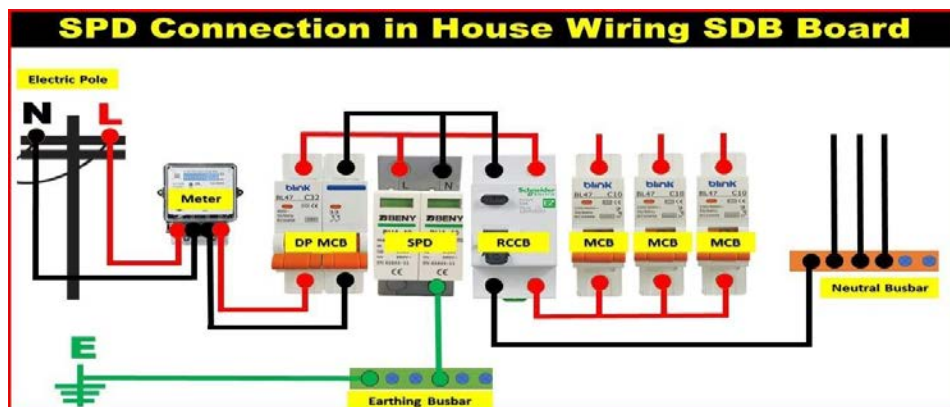 SPD Connection in House Wiring SDB Board
Electric Pole
N L
Meter
blink
BL47 C32
DP MCB
L N
BENY BENY
SPD
CE CE
Schneider
RCCB
blink blink blink
BL47 C10 BL47 C10 BL47 C10
MCB MCB MCB
Neutral Busbar
E
Earthing Busbar